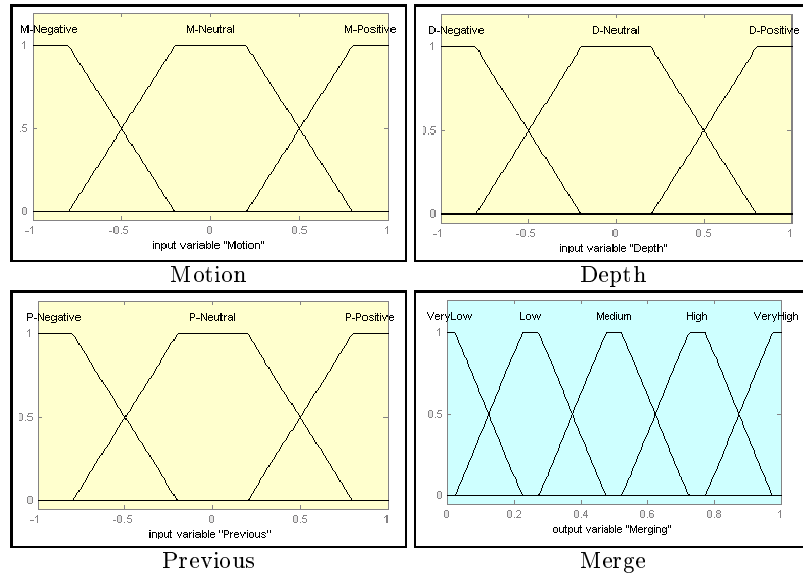 M-Negative M-Neutral M-Positive
1
0.5
0
-1 -0.5 0 0.5 1
input variable "Motion"
Motion
D-Negative D-Neutral D-Positive
1
0.5
0
-1 -0.5 0 0.5 1
input variable "Depth"
Depth
P-Negative P-Neutral P-Positive
1
0.5
0
-1 -0.5 0 0.5 1
input variable "Previous"
Previous
VeryLow Low Medium High VeryHigh
1
0.5
0
0 0.2 0.4 0.6 0.8 1
output variable "Merging"
Merge